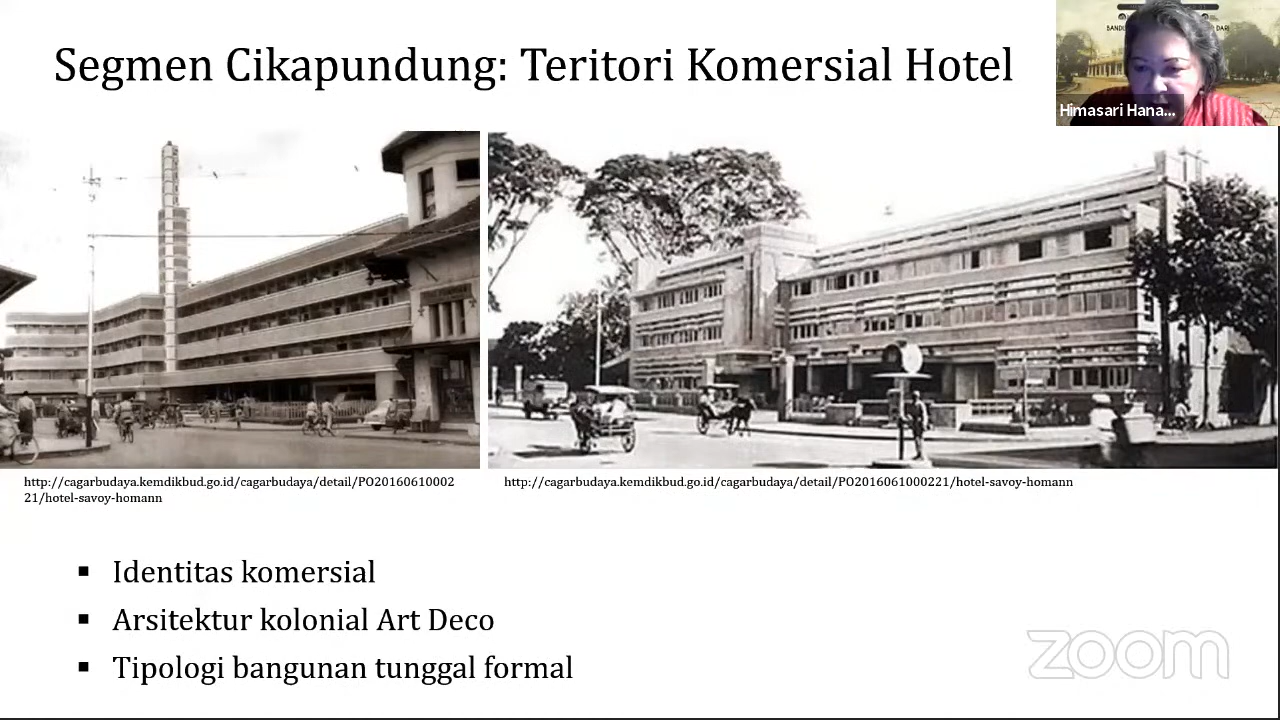 Segmen Cikapundung: Teritori Komersial Hotel
Himasari Hana...
http://cagarbudaya.kemdikbud.go.id/cagarbudaya/detail/PO20160610002
21/hotel-savoy-homann
http://cagarbudaya.kemdikbud.go.id/cagarbudaya/detail/PO2016061000221/hotel-savoy-homann
▪ Identitas komersial
▪ Arsitektur kolonial Art Deco
▪ Tipologi bangunan tunggal formal
zoom